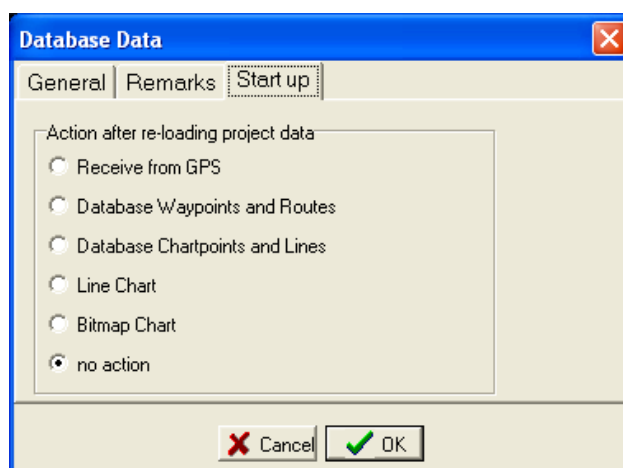 Database Data
General Remarks Start up
Action after re-loading project data
Receive from GPS
Database Waypoints and Routes
Database Chartpoints and Lines
Line Chart
Bitmap Chart
no action
Cancel OK